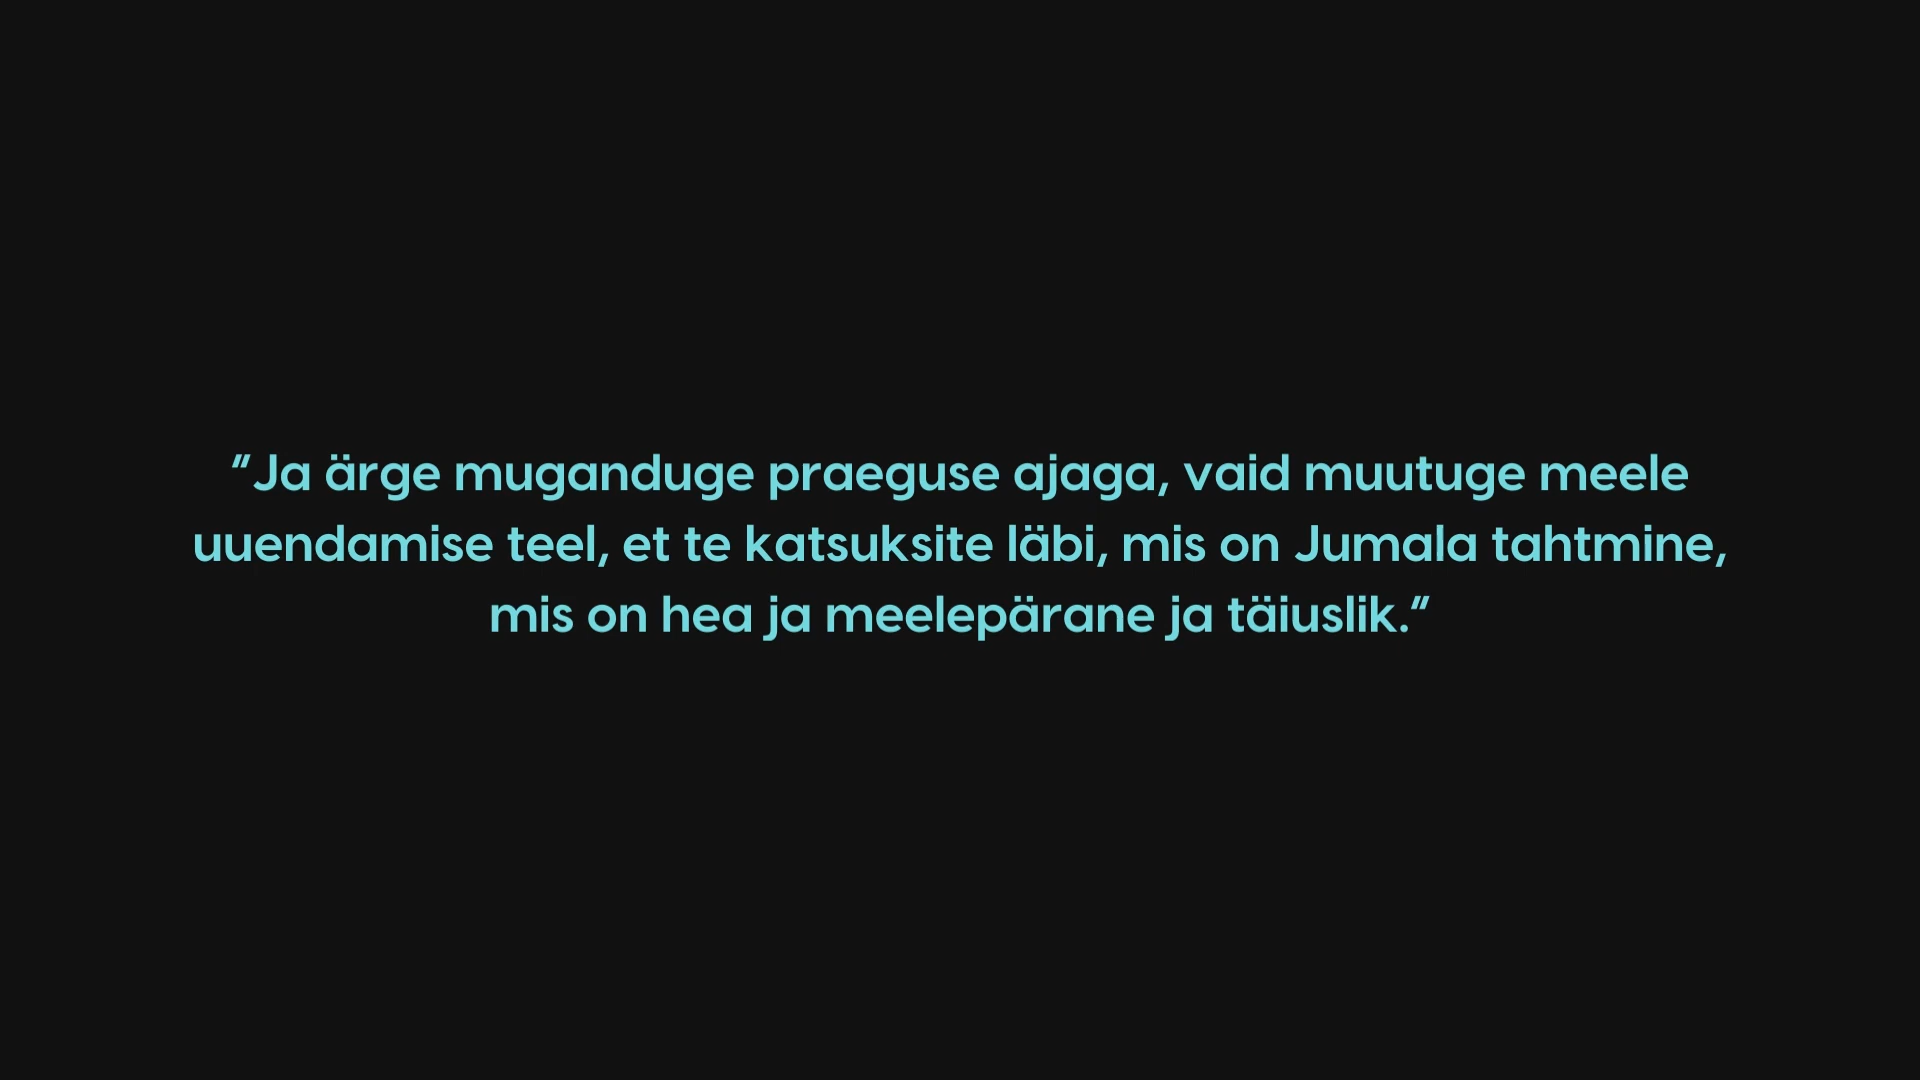 “Ja ärge muganduge praeguse ajaga, vaid muutuge meele
uuendamise teel, et te katsuksite läbi, mis on Jumala tahtmine,
mis on hea ja meelepärane ja täiuslik.”